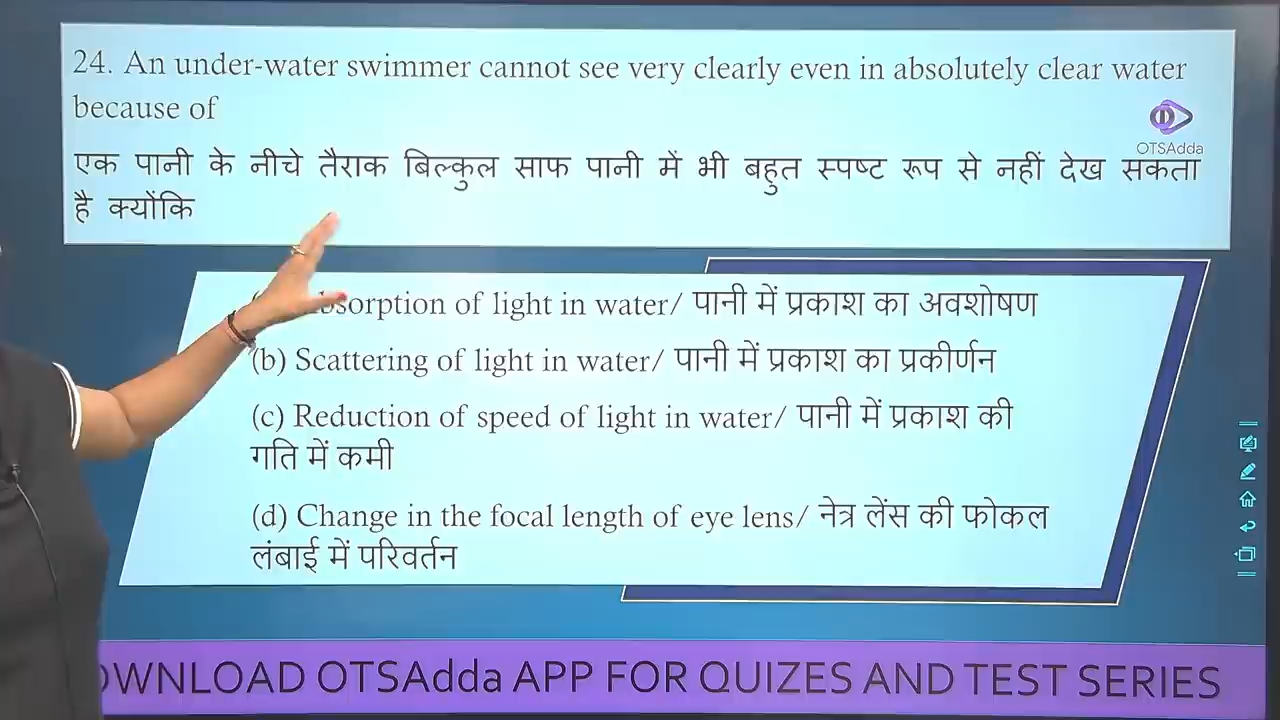 24. An under-water swimmer cannot see very clearly even in absolutely clear water
because of
OTSAdda
एक पानी के नीचे तैराक बिल्कुल साफ पानी में भी बहुत स्पष्ट रूप से नहीं देख सकता
है क्योंकि
of light in water/ पानी में प्रकाश का अवशोषण
(b) Scattering of light in water/ पानी में प्रकाश का प्रकीर्णन
(c) Reduction of speed of light in water/ पानी में प्रकाश की
गति में कमी
(d) Change in the focal length of eye lens/ नेत्र लेंस की फोकल
लंबाई में परिवर्तन
OWNLOAD OTSAdda APP FOR QUIZES AND TEST SERIES